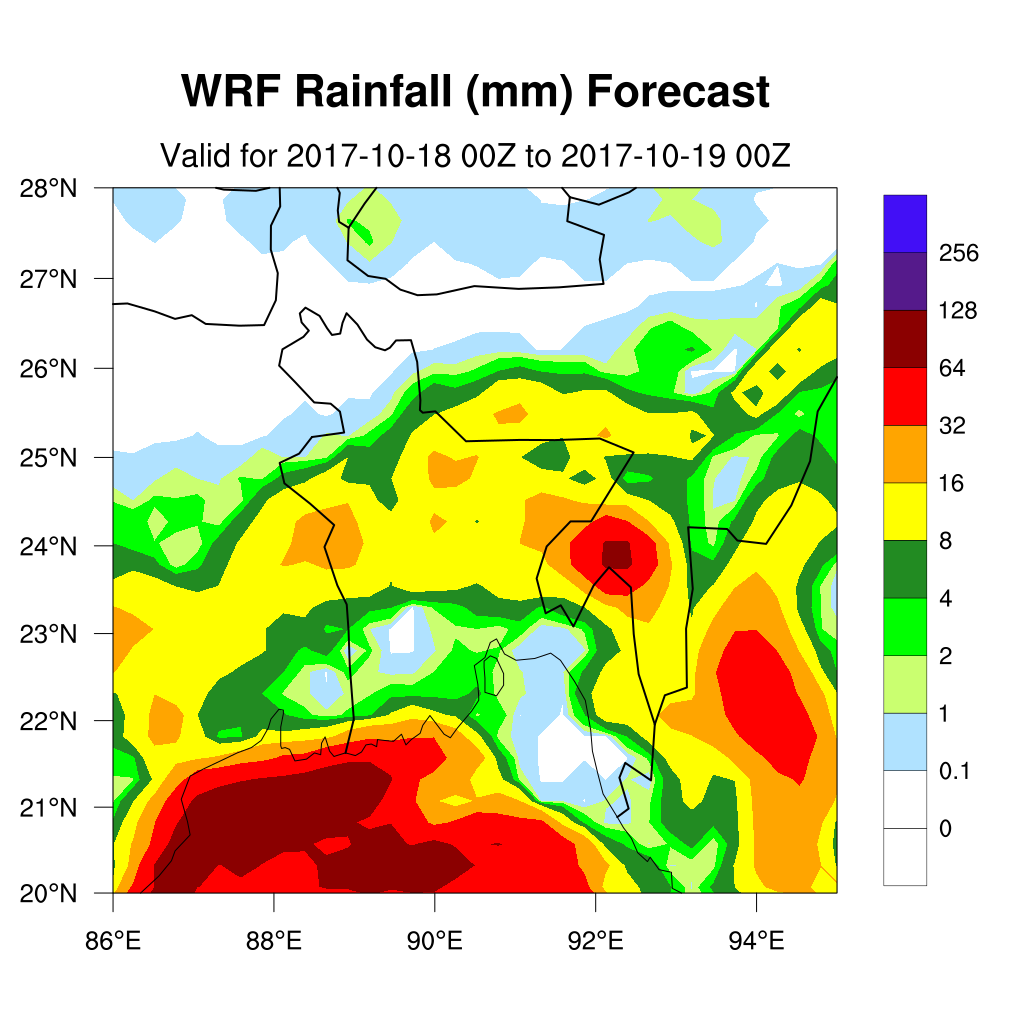 WRF Rainfall (mm) Forecast
Valid for 2017-10-18 00Z to 2017-10-19 00Z
28°N
27°N
26°N
25°N
24°N
23°N
22°N
21°N
20°N
86°E 88°E 90°E 92°E 94°E
256
128
64
32
16
8
4
2
1
0.1
0